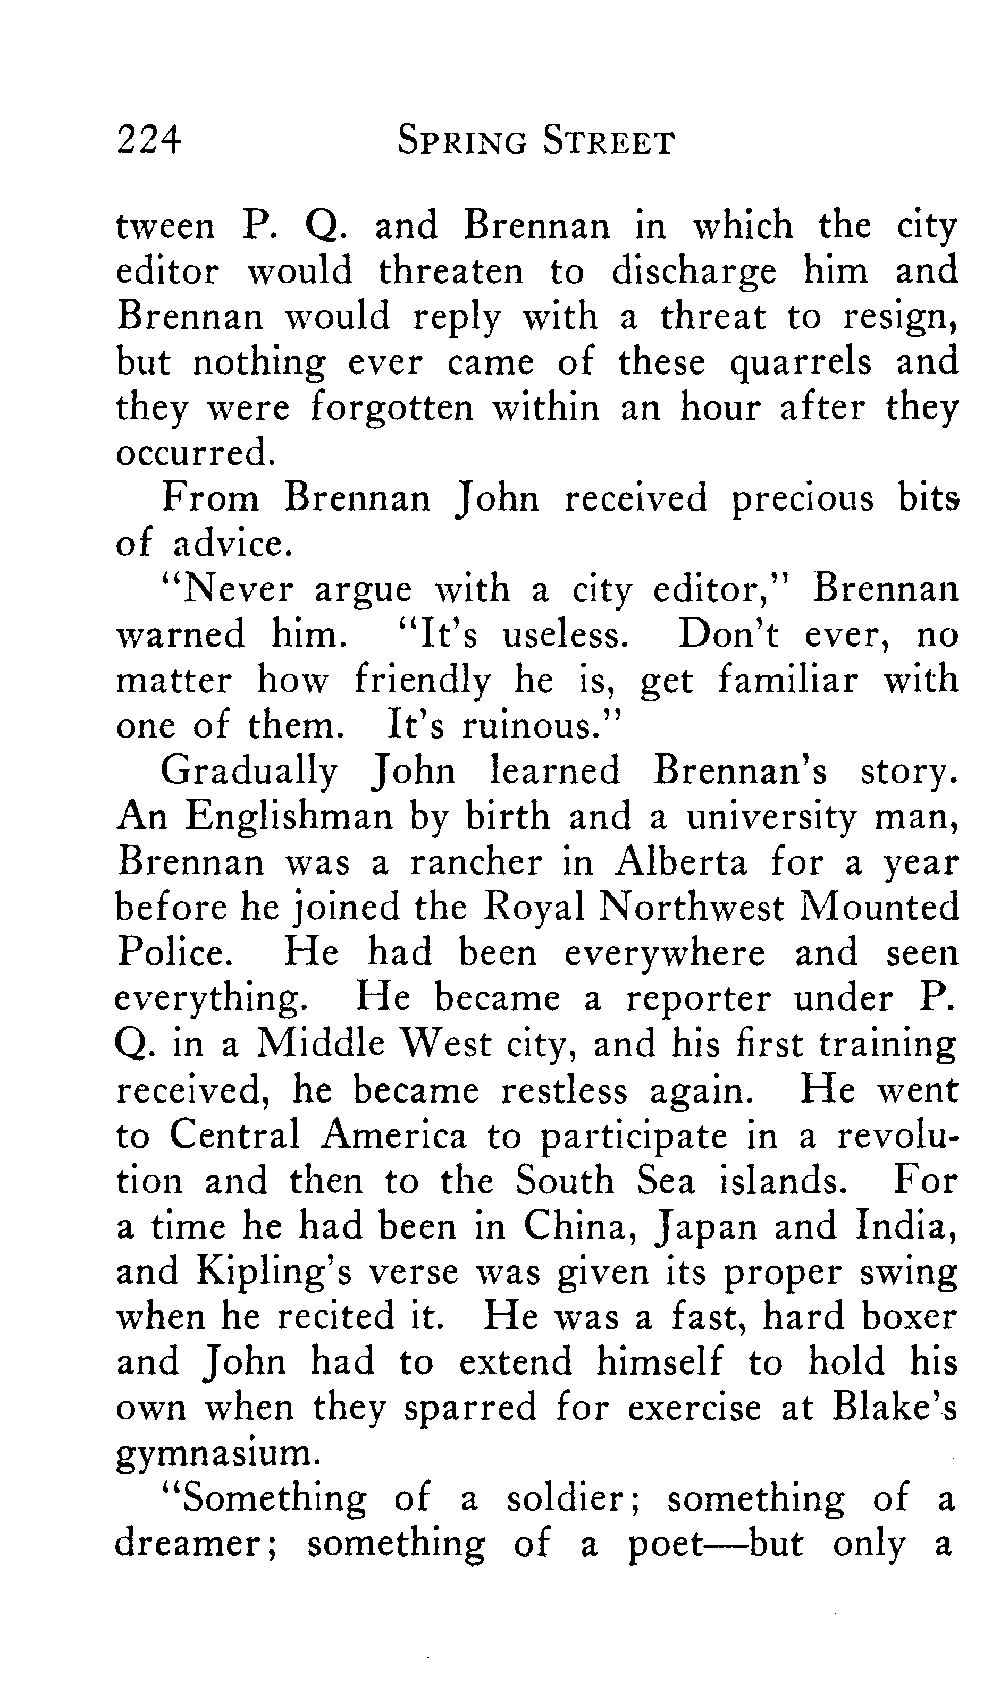 224 SPRING STREET
tween P. Q. and Brennan in which the city
editor would threaten to discharge him and
Brennan would reply with a threat to resign,
but nothing ever came of these quarrels and
they were forgotten within an hour after they
occurred.
From Brennan John received precious bits
of advice.
“Never argue with a city editor,” Brennan
warned him. “It’s useless. Don’t ever, no
matter how friendly he is, get familiar with
one of them. It’s ruinous.”
Gradually John learned Brennan’s story.
An Englishman by birth and a university man,
Brennan was a rancher in Alberta for a year
before he joined the Royal Northwest Mounted
Police. He had been everywhere and seen
everything. He became a reporter under P.
Q. in a Middle West city, and his first training
received, he became restless again. He went
to Central America to participate in a revolu-
tion and then to the South Sea islands. For
a time he had been in China, Japan and India,
and Kipling’s verse was given its proper swing
when he recited it. He was a fast, hard boxer
and John had to extend himself to hold his
own when they sparred for exercise at Blake’s
gymnasium.
“Something of a soldier; something of a
dreamer; something of a poet—but only a